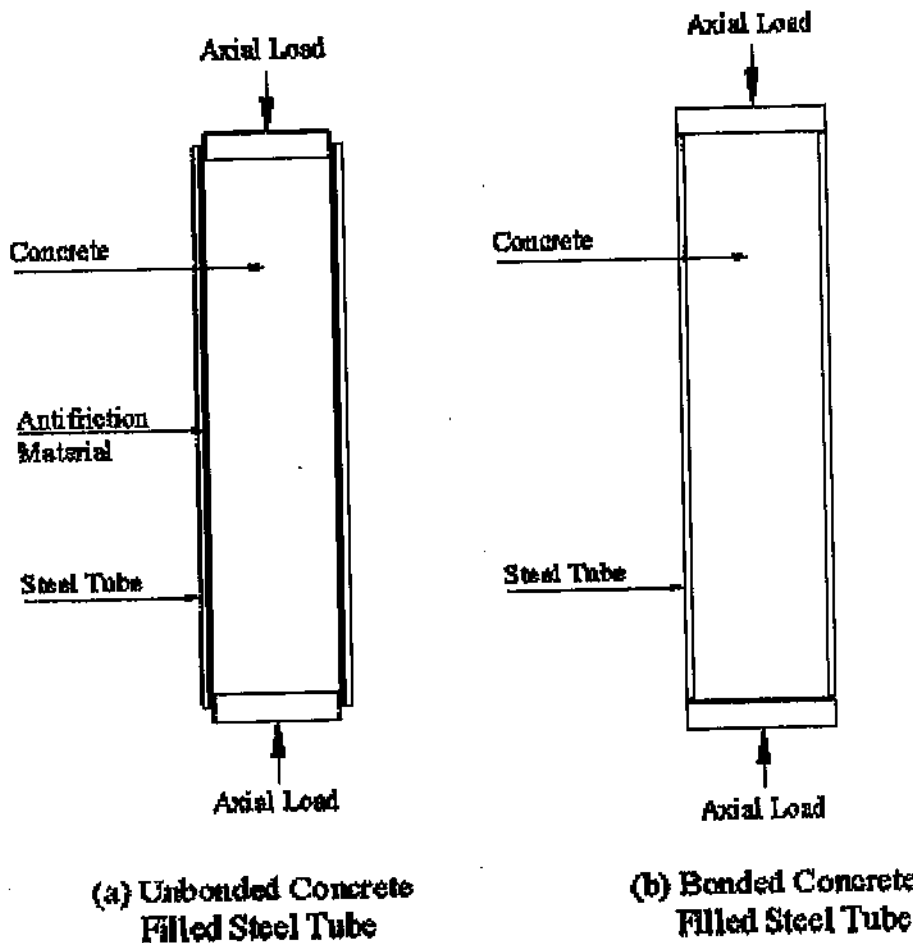 Axial Load
Concrete
Antifriction
Material
Steel Tube
Axial Load
(a) Unbonded Concrete
Filled Steel Tube
Axial Load
Concrete
Steel Tube
Axial Load
(b) Bonded Concrete
Filled Steel Tube